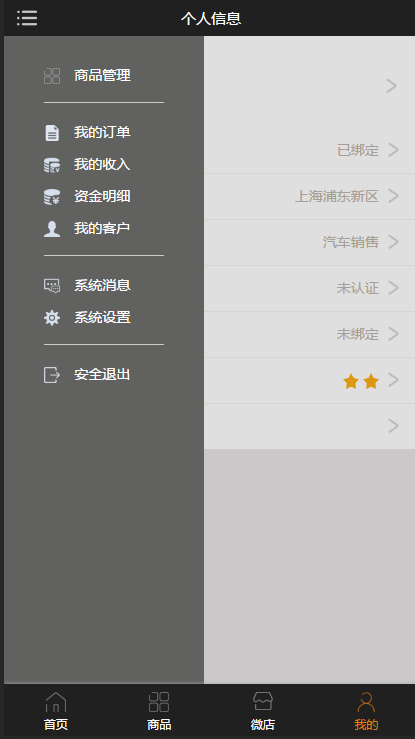 个人信息
商品管理
我的订单
我的收入
资金明细
我的客户
系统消息
系统设置
安全退出
已绑定
上海浦东新区
汽车销售
未认证
未绑定
首页
商品
微店
我的